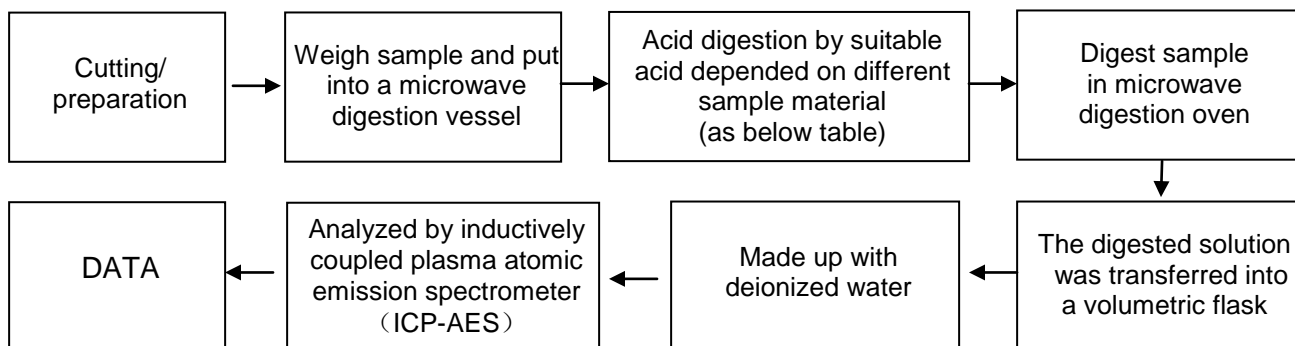 Cutting/
preparation
Weigh sample and put
into a microwave
digestion vessel
Acid digestion by suitable
acid depended on different
sample material
(as below table)
Digest sample
in microwave
digestion oven
The digested solution
was transferred into
a volumetric flask
Made up with
deionized water
Analyzed by inductively
coupled plasma atomic
emission spectrometer
（ICP-AES）
DATA